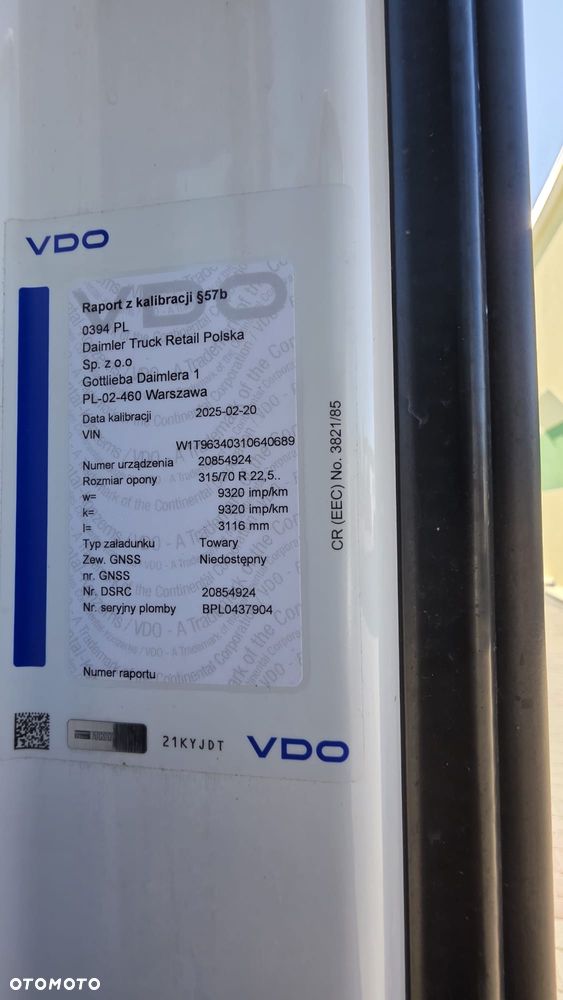 VDO
Raport z kalibracji §57b
0394 PL
Daimler Truck Retail Polska
Sp. z o.o
Gottlieba Daimlera 1
PL-02-460 Warszawa
Data kalibracji 2025-02-20
VIN
W1T96340310640689
Numer urządzenia 20854924
Rozmiar opony 315/70 R 22,5..
w= 9320 imp/km
k= 9320 imp/km
l= 3116 mm
Typ załadunku Towary
Zew. GNSS Niedostępny
nr. GNSS
Nr. DSRC 20854924
Nr. seryjny plomby BPL0437904
Numer raportu
CR (EEC) No. 3821/85
21KYJDT VDO
OTOMOTO